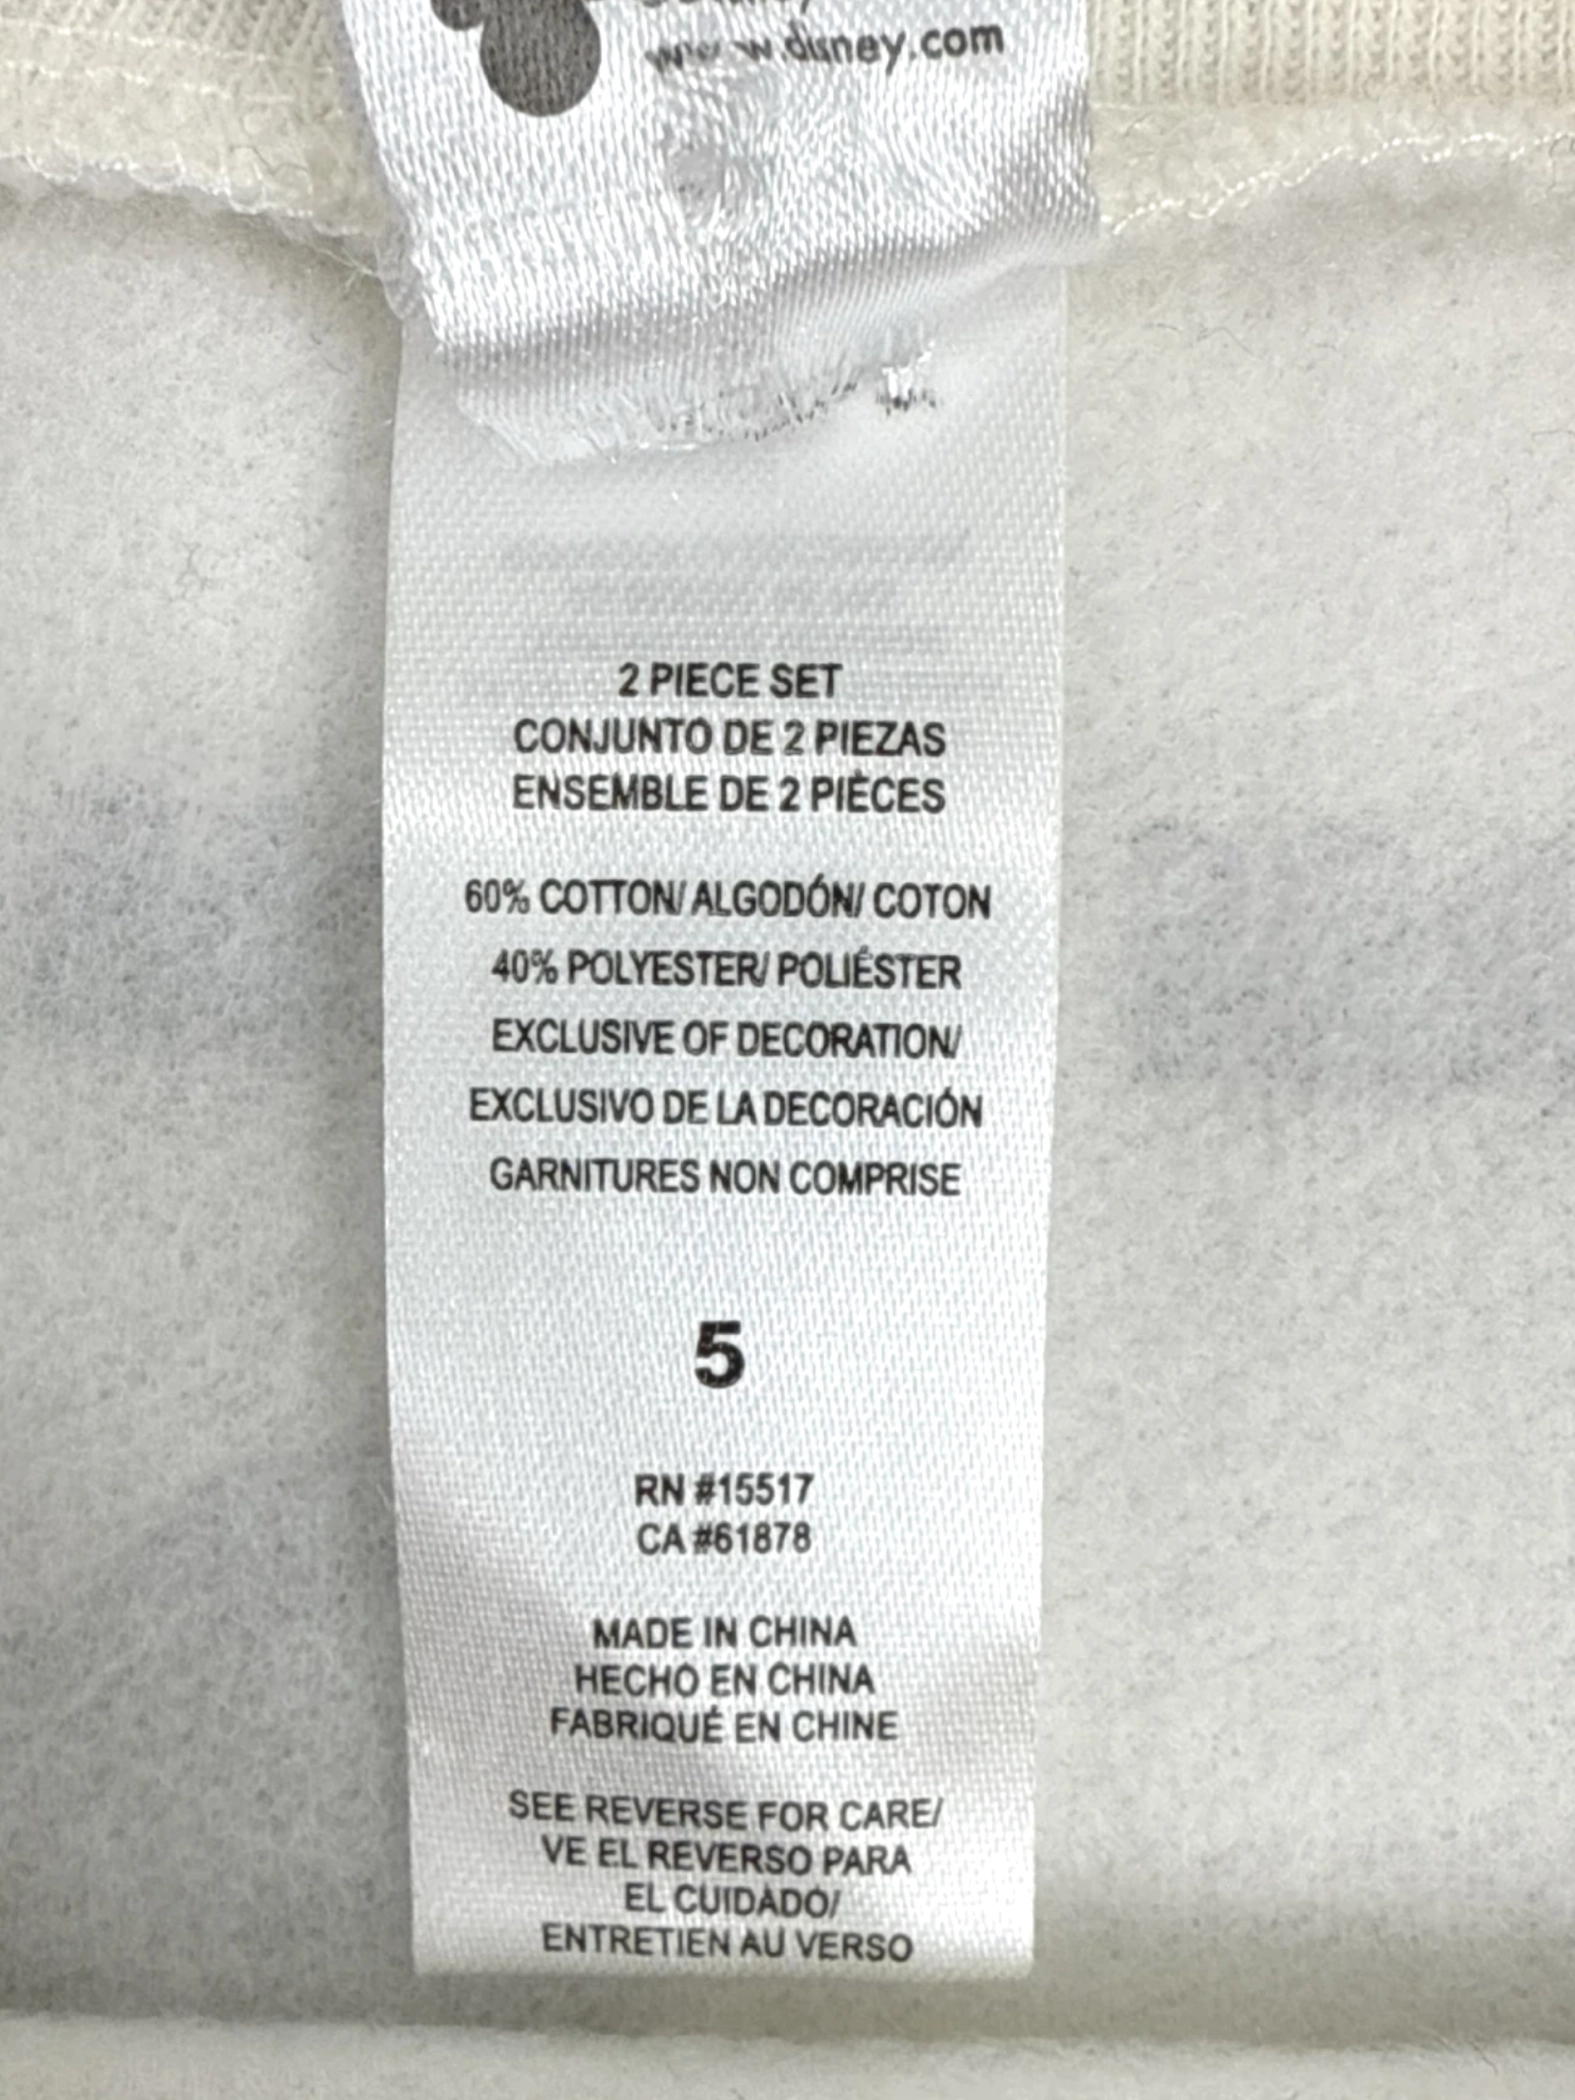 www.disney.com
2 PIECE SET
CONJUNTO DE 2 PIEZAS
ENSEMBLE DE 2 PIÈCES
60% COTTON/ ALGODÓN/ COTON
40% POLYESTER/ POLIÉSTER
EXCLUSIVE OF DECORATION/
EXCLUSIVO DE LA DECORACIÓN
GARNITURES NON COMPRISE
5
RN #15517
CA #61878
MADE IN CHINA
HECHO EN CHINA
FABRIQUÉ EN CHINE
SEE REVERSE FOR CARE/
VE EL REVERSO PARA
EL CUIDADO/
ENTRETIEN AU VERSO